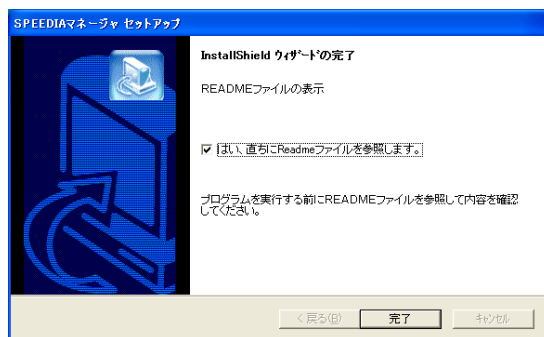 SPEEDIAマネージャ セットアップ
InstallShield ウィザードの完了
READMEファイルの表示
はい、直ちにReadmeファイルを参照します。
プログラムを実行する前にREADMEファイルを参照して内容を確認
してください。
< 戻る(B)
完了
キャンセル